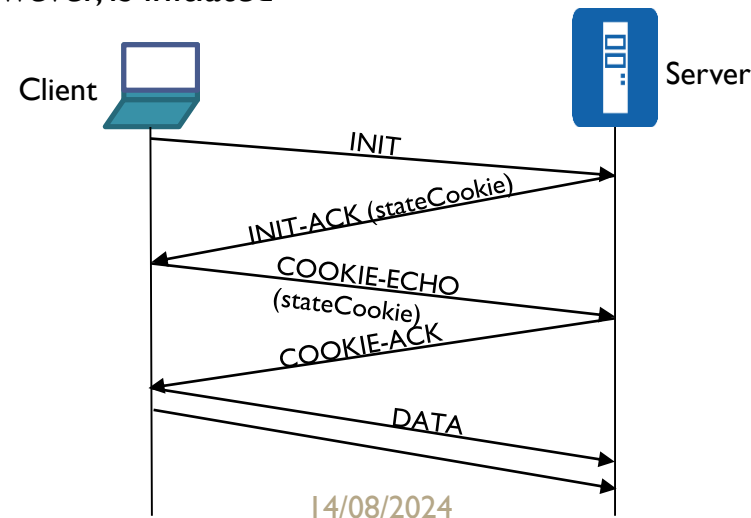 Client
Server
INIT
INIT-ACK (stateCookie)
COOKIE-ECHO
(stateCookie)
COOKIE-ACK
DATA
14/08/2024